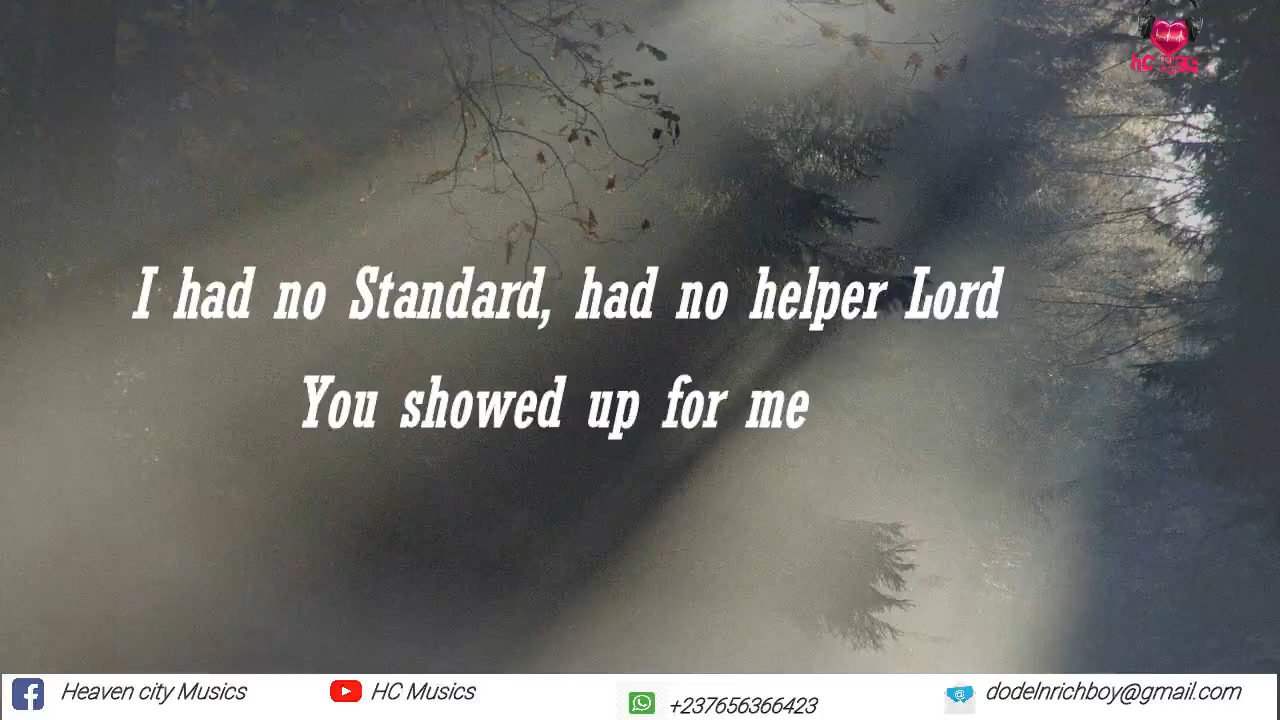 I had no Standard, had no helper Lord
You showed up for me
Heaven city Musics
HC Musics
+237656366423
dodelnrichboy@gmail.com